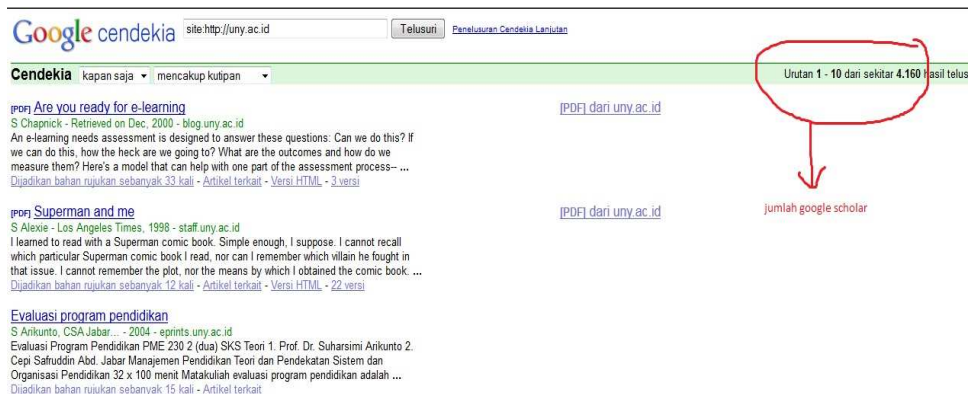 Google cendekia site:http://uny.ac.id Telusuri Penelusuran Cendekia Lanjutan
Cendekia kapan saja mencakup kutipan Urutan 1 - 10 dari sekitar 4.160 hasil telus
[PDF] Are you ready for e-learning [PDF] dari uny.ac.id
S Chapnick - Retrieved on Dec, 2000 - blog.uny.ac.id
An e-learning needs assessment is designed to answer these questions: Can we do this? If
we can do this, how the heck are we going to? What are the outcomes and how do we
measure them? Here's a model that can help with one part of the assessment process-- ...
Dijadikan bahan rujukan sebanyak 33 kali - Artikel terkait - Versi HTML - 3 versi
jumlah google scholar
[PDF] Superman and me [PDF] dari uny.ac.id
S Alexie - Los Angeles Times, 1998 - staff.uny.ac.id
I learned to read with a Superman comic book. Simple enough, I suppose. I cannot recall
which particular Superman comic book I read, nor can I remember which villain he fought in
that issue. I cannot remember the plot, nor the means by which I obtained the comic book. ...
Dijadikan bahan rujukan sebanyak 12 kali - Artikel terkait - Versi HTML - 22 versi
Evaluasi program pendidikan
S Arikunto, CSA Jabar... - 2004 - eprints.uny.ac.id
Evaluasi Program Pendidikan PME 230 2 (dua) SKS Teori 1. Prof. Dr. Suharsimi Arikunto 2.
Cepi Safruddin Abd. Jabar Manajemen Pendidikan Teori dan Pendekatan Sistem dan
Organisasi Pendidikan 32 x 100 menit Matakuliah evaluasi program pendidikan adalah ...
Dijadikan bahan rujukan sebanyak 15 kali - Artikel terkait